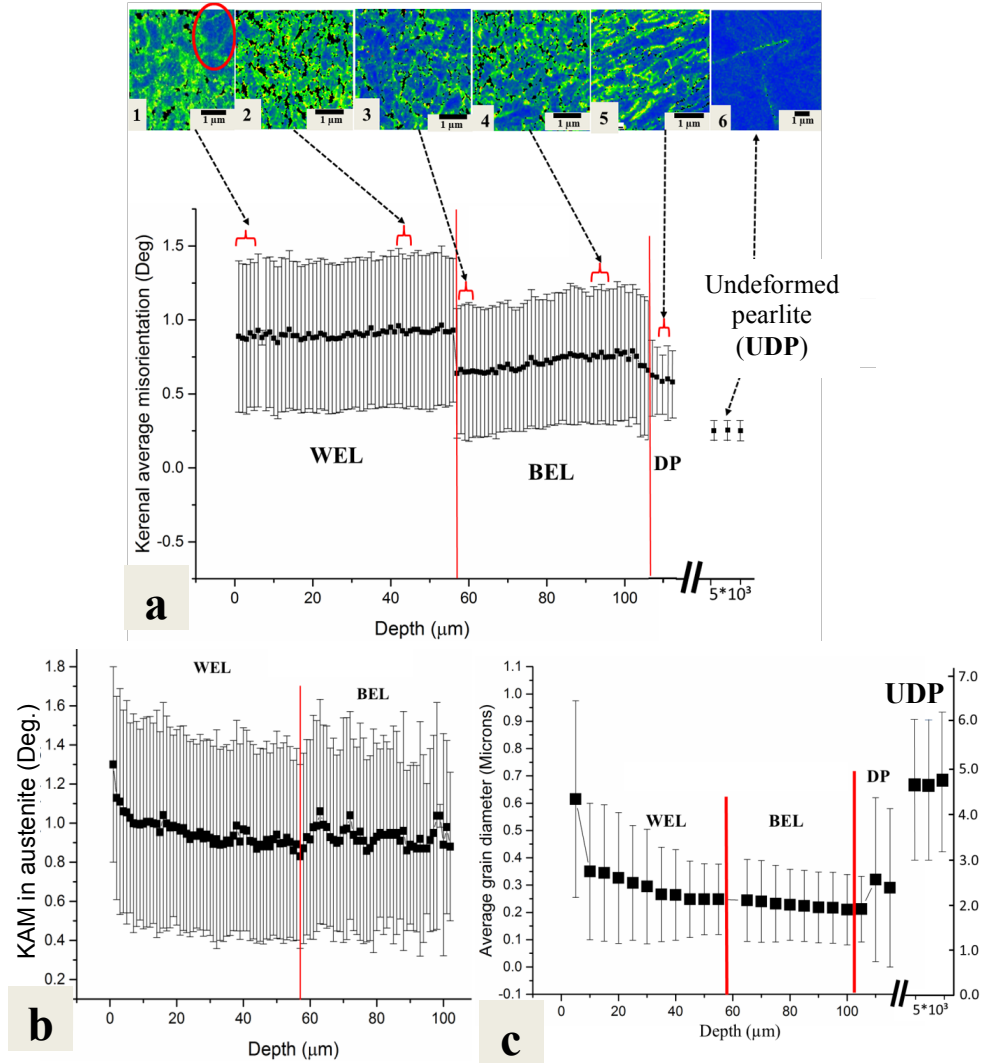 a
1
2
3
4
5
6
1 µm
1 µm
1 µm
1 µm
1 µm
1 µm
Kerenal average misorientation (Deg)
1.5
1.0
0.5
0.0
-0.5
WEL
BEL
DP
Undeformed
pearlite
(UDP)
0
20
40
60
80
100
5*10³
Depth (µm)
a
KAM in austenite (Deg.)
1.8
1.6
1.4
1.2
1.0
0.8
0.6
0.4
0.2
WEL
BEL
0
20
40
60
80
100
Depth (µm)
b
Average grain diameter (Microns)
1.1
1.0
0.9
0.8
0.7
0.6
0.5
0.4
0.3
0.2
0.1
0.0
-0.1
WEL
BEL
DP
UDP
7.0
6.0
5.0
4.0
3.0
2.0
1.0
0.0
0
20
40
60
80
100
5*10³
Depth (µm)
c